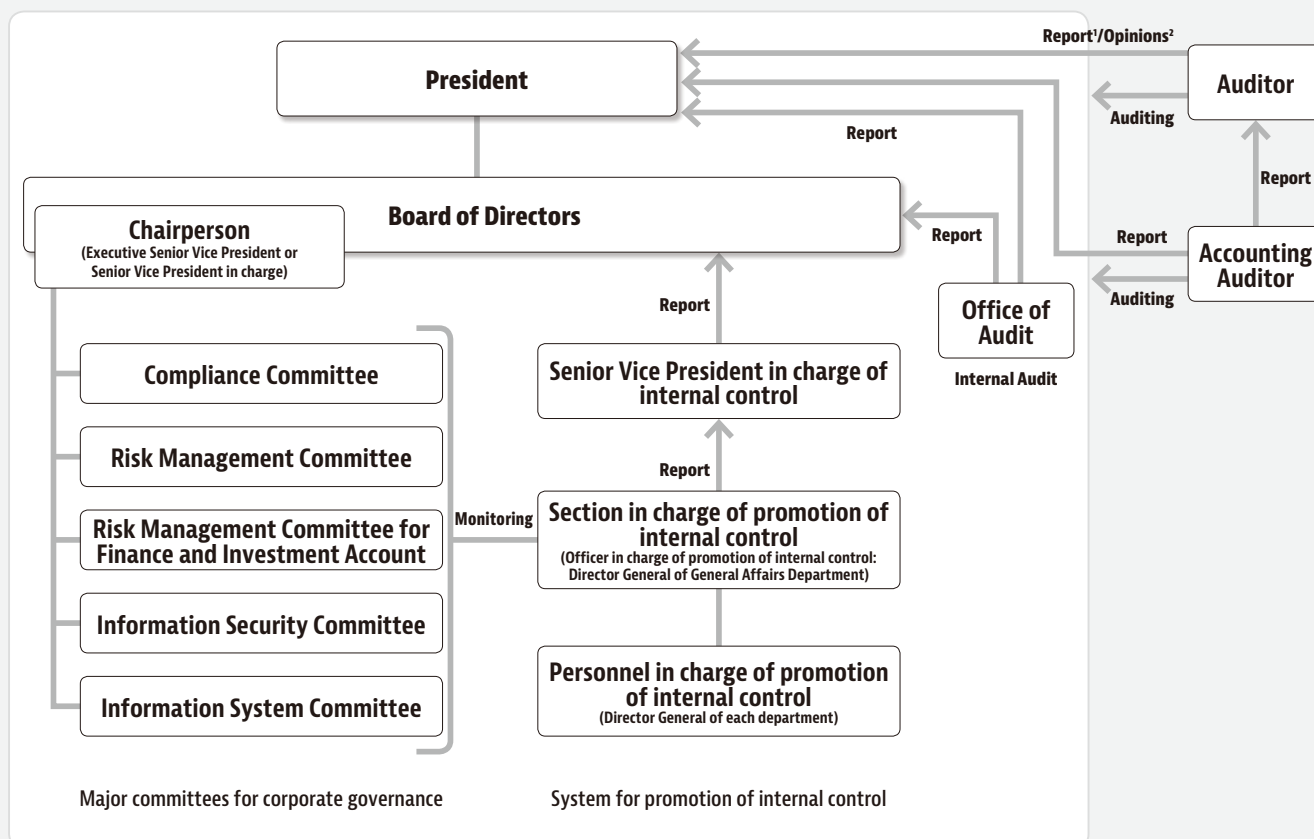 Report¹/Opinions²
President
Auditor
Auditing
Report
Report
Board of Directors
Chairperson
(Executive Senior Vice President or
Senior Vice President in charge)
Report
Report
Accounting
Auditor
Auditing
Report
Office of
Audit
Internal Audit
Compliance Committee
Senior Vice President in charge of
internal control
Risk Management Committee
Report
Risk Management Committee for
Finance and Investment Account
Monitoring
Section in charge of promotion of
internal control
(Officer in charge of promotion of internal control:
Director General of General Affairs Department)
Information Security Committee
Information System Committee
Personnel in charge of promotion
of internal control
(Director General of each department)
Major committees for corporate governance
System for promotion of internal control